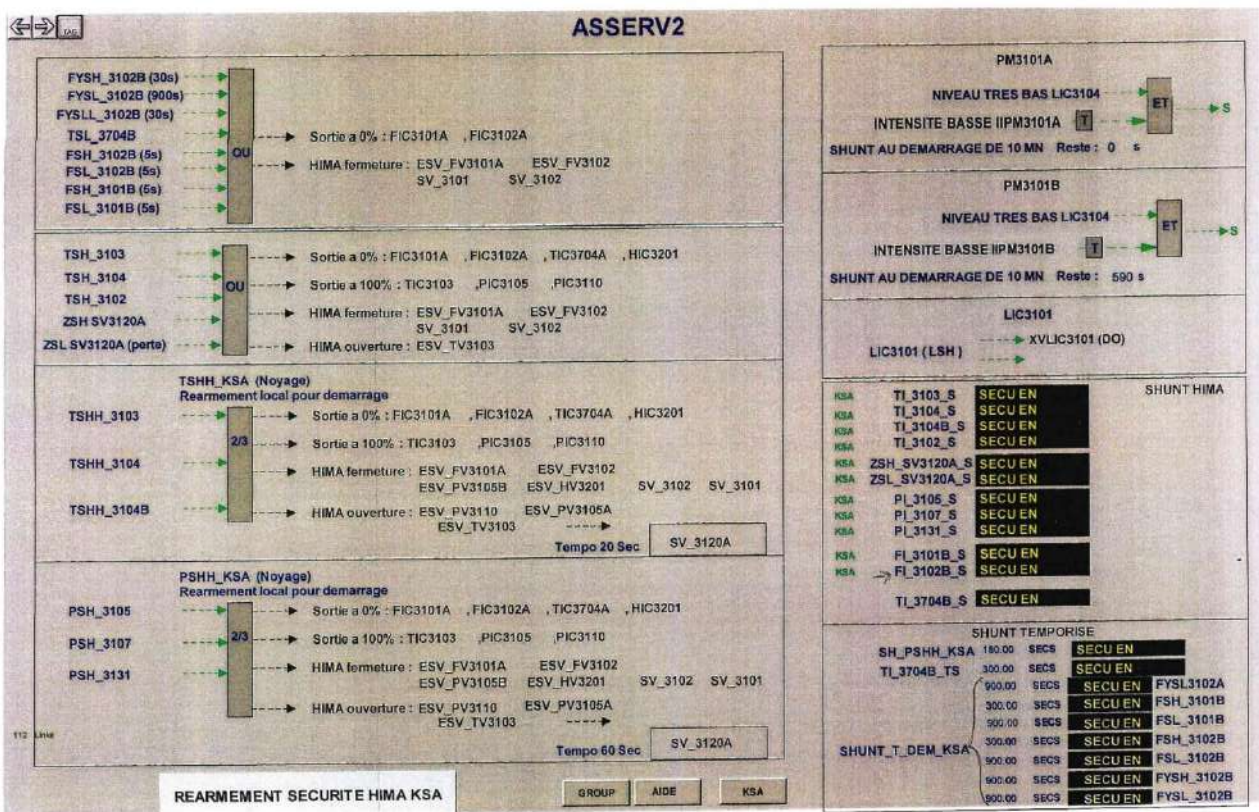 TAG
ASSERV2
FYSH_3102B (30s)
FYSL_3102B (900s)
FYSLL_3102B (30s)
TSL_3704B
FSH_3102B (5s)
FSL_3102B (5s)
FSH_3101B (5s)
FSL_3101B (5s)
OU
Sortie a 0% : FIC3101A ,FIC3102A
HIMA fermeture : ESV_FV3101A ESV_FV3102
SV_3101 SV_3102
TSH_3103
TSH_3104
TSH_3102
ZSH SV3120A
ZSL SV3120A (perte)
OU
Sortie a 0% : FIC3101A ,FIC3102A ,TIC3704A ,HIC3201
Sortie a 100% : TIC3103 ,PIC3105 ,PIC3110
HIMA fermeture : ESV_FV3101A ESV_FV3102
SV_3101 SV_3102
HIMA ouverture : ESV_TV3103
TSHH_KSA (Noyage)
Rearmement local pour demarrage
TSHH_3103
TSHH_3104
TSHH_3104B
2/3
Sortie a 0% : FIC3101A ,FIC3102A ,TIC3704A ,HIC3201
Sortie a 100% : TIC3103 ,PIC3105 ,PIC3110
HIMA fermeture : ESV_FV3101A ESV_FV3102
ESV_PV3105B ESV_HV3201 SV_3102 SV_3101
HIMA ouverture : ESV_PV3110 ESV_PV3105A
ESV_TV3103
Tempo 20 Sec SV_3120A
PSHH_KSA (Noyage)
Rearmement local pour demarrage
PSH_3105
PSH_3107
PSH_3131
2/3
Sortie a 0% : FIC3101A ,FIC3102A ,TIC3704A ,HIC3201
Sortie a 100% : TIC3103 ,PIC3105 ,PIC3110
HIMA fermeture : ESV_FV3101A ESV_FV3102
ESV_PV3105B ESV_HV3201 SV_3102 SV_3101
HIMA ouverture : ESV_PV3110 ESV_PV3105A
ESV_TV3103
Tempo 60 Sec SV_3120A
112 Links
REARMEMENT SECURITE HIMA KSA
GROUP AIDE KSA
PM3101A
NIVEAU TRES BAS LIC3104
INTENSITE BASSE IIPM3101A T
ET
S
SHUNT AU DEMARRAGE DE 10 MN Reste : 0 s
PM3101B
NIVEAU TRES BAS LIC3104
INTENSITE BASSE IIPM3101B T
ET
S
SHUNT AU DEMARRAGE DE 10 MN Reste : 590 s
LIC3101
XVLIC3101 (DO)
LIC3101 ( LSH )
SHUNT HIMA
KSA TI_3103_S SECU EN
KSA TI_3104_S SECU EN
KSA TI_3104B_S SECU EN
KSA TI_3102_S SECU EN
KSA ZSH_SV3120A_S SECU EN
KSA ZSL_SV3120A_S SECU EN
KSA PI_3105_S SECU EN
KSA PI_3107_S SECU EN
KSA PI_3131_S SECU EN
KSA FI_3101B_S SECU EN
KSA FI_3102B_S SECU EN
TI_3704B_S SECU EN
SHUNT TEMPORISE
SH_PSHH_KSA 180.00 SECS SECU EN
TI_3704B_TS 300.00 SECS SECU EN
SHUNT_T_DEM_KSA
900.00 SECS SECU EN FYSL3102A
300.00 SECS SECU EN FSH_3101B
900.00 SECS SECU EN FSL_3101B
300.00 SECS SECU EN FSH_3102B
900.00 SECS SECU EN FSL_3102B
900.00 SECS SECU EN FYSH_3102B
900.00 SECS SECU EN FYSL_3102B